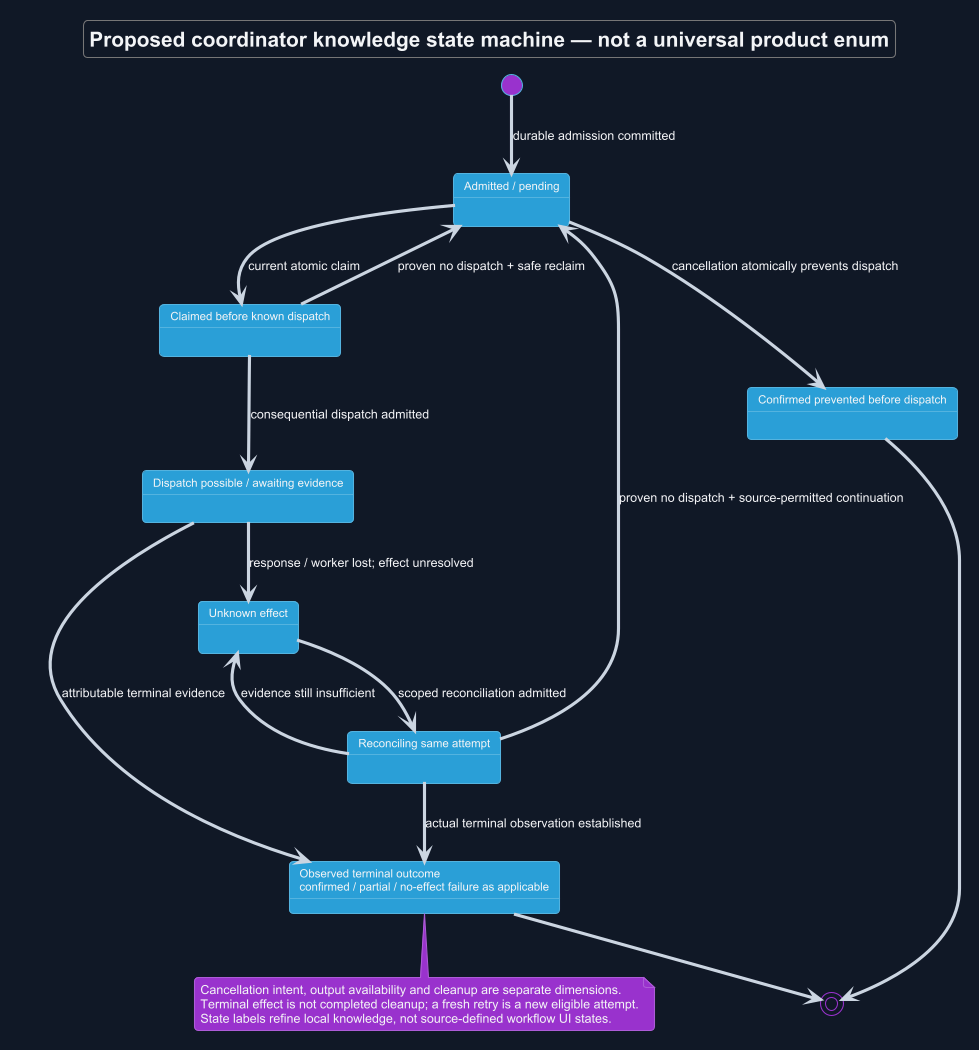 Proposed coordinator knowledge state machine — not a universal product enum
durable admission committed
Admitted / pending
current atomic claim
proven no dispatch + safe reclaim
cancellation atomically prevents dispatch
Claimed before known dispatch
Confirmed prevented before dispatch
consequential dispatch admitted
Dispatch possible / awaiting evidence
proven no dispatch + source-permitted continuation
response / worker lost; effect unresolved
Unknown effect
attributable terminal evidence
evidence still insufficient
scoped reconciliation admitted
Reconciling same attempt
actual terminal observation established
Observed terminal outcome
confirmed / partial / no-effect failure as applicable
Cancellation intent, output availability and cleanup are separate dimensions.
Terminal effect is not completed cleanup; a fresh retry is a new eligible attempt.
State labels refine local knowledge, not source-defined workflow UI states.